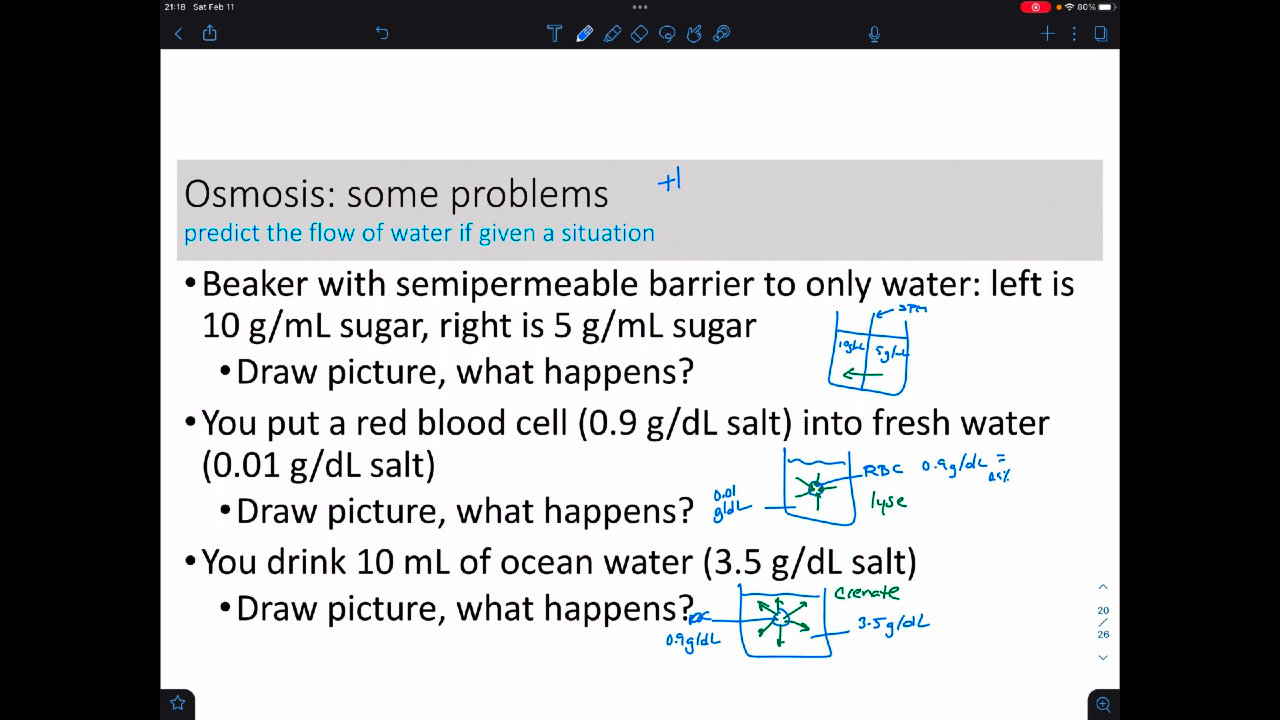 21:18 Sat Feb 11
80%
Osmosis: some problems +1
predict the flow of water if given a situation
•Beaker with semipermeable barrier to only water: left is
10 g/mL sugar, right is 5 g/mL sugar
•Draw picture, what happens?
5g/mL
•You put a red blood cell (0.9 g/dL salt) into fresh water
(0.01 g/dL salt)
RBC 0.9g/dL =
0.01
g/dL
lyse
•Draw picture, what happens?
•You drink 10 mL of ocean water (3.5 g/dL salt)
crenate
•Draw picture, what happens?
3.5g/dL
0.9g/dL
20
/
26